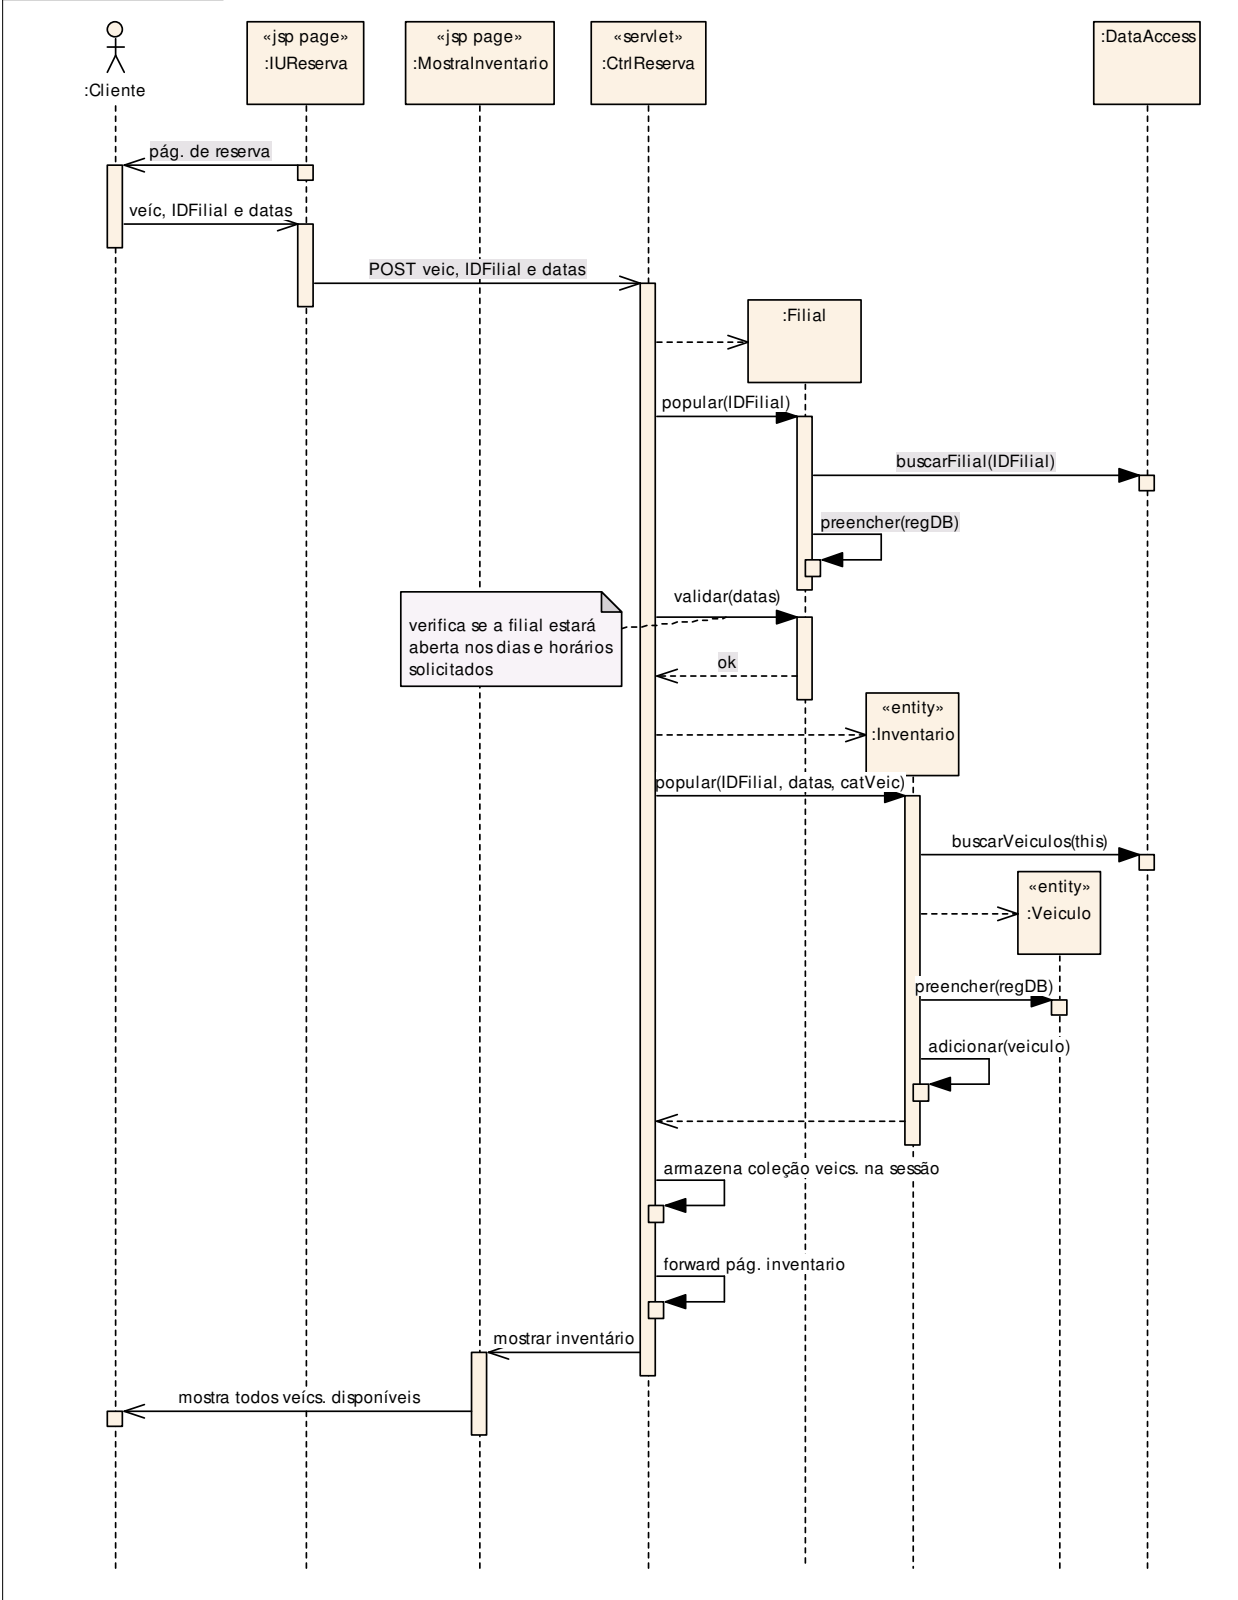 «jsp page»
:IUReserva
«jsp page»
:MostraInventario
«servlet»
:CtrlReserva
:DataAccess
:Cliente
pág. de reserva
veíc, IDFilial e datas
POST veic, IDFilial e datas
:Filial
popular(IDFilial)
buscarFilial(IDFilial)
preencher(regDB)
validar(datas)
verifica se a filial estará
aberta nos dias e horários
solicitados
ok
«entity»
:Inventario
popular(IDFilial, datas, catVeic)
buscarVeiculos(this)
«entity»
:Veiculo
preencher(regDB)
adicionar(veiculo)
armazena coleção veics. na sessão
forward pág. inventario
mostrar inventário
mostra todos veícs. disponíveis